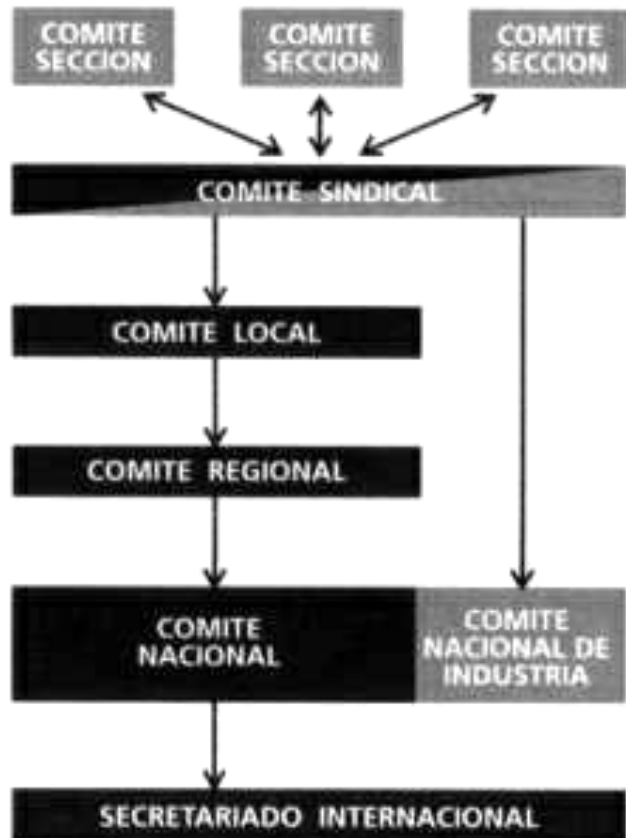 COMITE
SECCION
COMITE
SECCION
COMITE
SECCION
COMITE SINDICAL
COMITE LOCAL
COMITE REGIONAL
COMITE
NACIONAL
COMITE
NACIONAL DE
INDUSTRIA
SECRETARIADO INTERNACIONAL